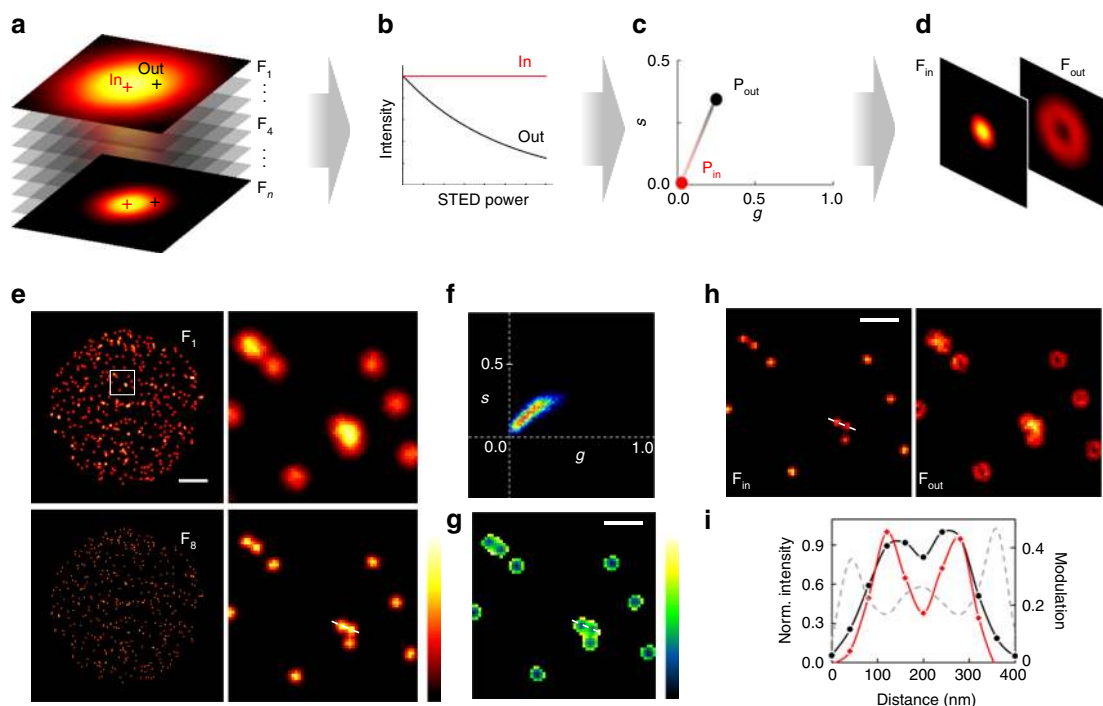 a
In
Out
F1
⋮
F4
⋮
Fn
b
Intensity
In
Out
STED power
c
0.5
s
0.0
Pout
Pin
0.0 0.5 1.0
g
d
Fin
Fout
e
F1
F8
f
0.5
s
0.0
g
1.0
g
h
Fin
Fout
i
Norm. intensity
0.9
0.6
0.3
0.0
0.4
0.2
0
Modulation
0 100 200 300 400
Distance (nm)